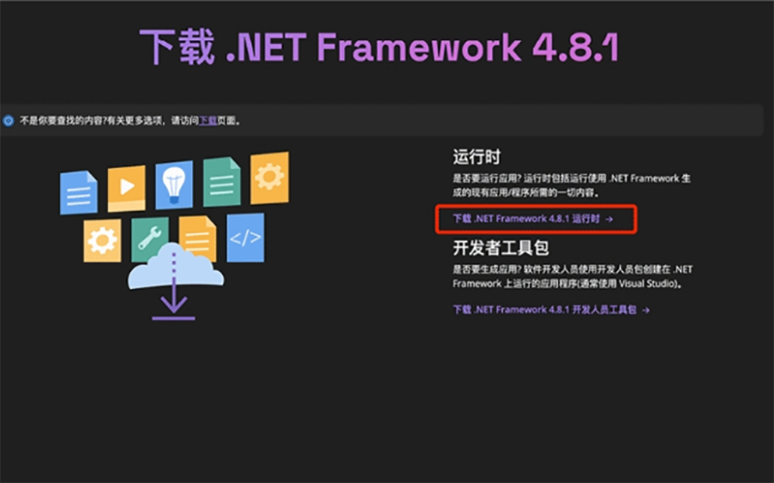 下载 .NET Framework 4.8.1
不是你要查找的内容?有关更多选项，请访问下载页面。
运行时
是否要运行应用? 运行时包括运行使用 .NET Framework 生
成的现有应用/程序所需的一切内容。
下载 .NET Framework 4.8.1 运行时 →
开发者工具包
是否要生成应用? 软件开发人员使用开发人员包创建在 .NET
Framework 上运行的应用程序(通常使用 Visual Studio)。
下载 .NET Framework 4.8.1 开发人员工具包 →